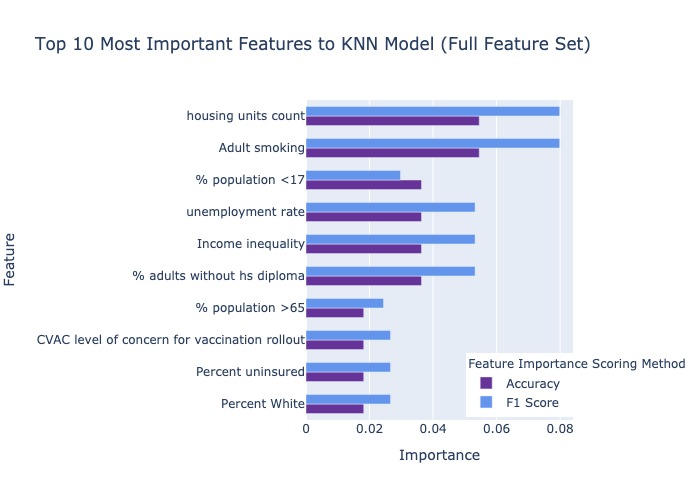 Top 10 Most Important Features to KNN Model (Full Feature Set)
housing units count
Adult smoking
% population <17
unemployment rate
Income inequality
% adults without hs diploma
% population >65
CVAC level of concern for vaccination rollout
Percent uninsured
Percent White
Feature
Feature Importance Scoring Method
Accuracy
F1 Score
0 0.02 0.04 0.06 0.08
Importance